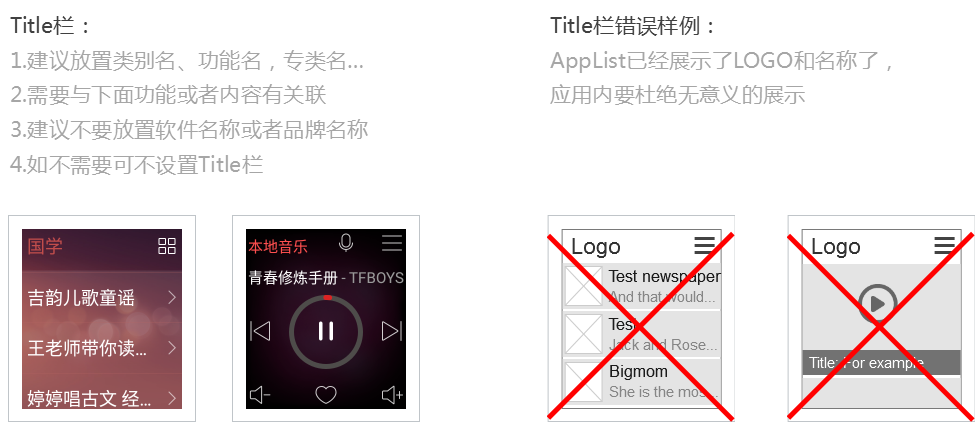 Title栏：
1.建议放置类别名、功能名，专类名...
2.需要与下面功能或者内容有关联
3.建议不要放置软件名称或者品牌名称
4.如不需要可不设置Title栏
Title栏错误样例：
AppList已经展示了LOGO和名称了，
应用内要杜绝无意义的展示
国学
吉韵儿歌童谣
王老师带你读...
婷婷唱古文 经...
本地音乐
青春修炼手册 - TFBOYS
Logo
Test newspaper
And that would...
Test
Jack and Rose...
Bigmom
She is the mos...
Logo
Title: For example